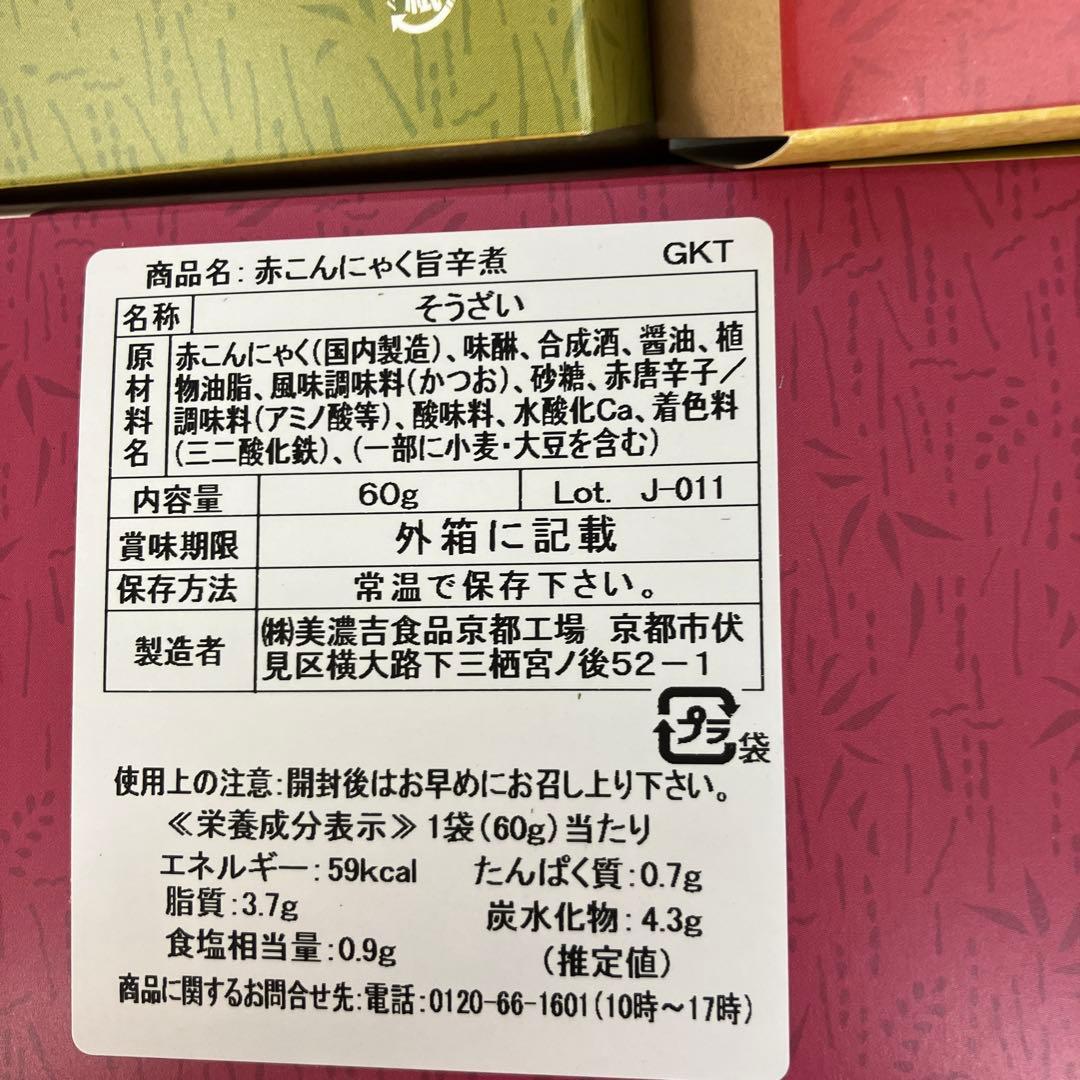 紙
商品名：赤こんにゃく旨辛煮 GKT
名称 そうざい
原材料名
赤こんにゃく（国内製造）、味醂、合成酒、醤油、植
物油脂、風味調味料（かつお）、砂糖、赤唐辛子／
調味料（アミノ酸等）、酸味料、水酸化Ca、着色料
（三二酸化鉄）、（一部に小麦・大豆を含む）
内容量 60g Lot. J-011
賞味期限 外箱に記載
保存方法 常温で保存下さい。
製造者
㈱美濃吉食品京都工場 京都市伏
見区横大路下三栖宮ノ後52－1
プラ 袋
使用上の注意：開封後はお早めにお召し上り下さい。
≪栄養成分表示≫1袋（60g）当たり
エネルギー：59kcal たんぱく質：0.7g
脂質：3.7g 炭水化物：4.3g
食塩相当量：0.9g （推定値）
商品に関するお問合せ先：電話：0120-66-1601（10時～17時）